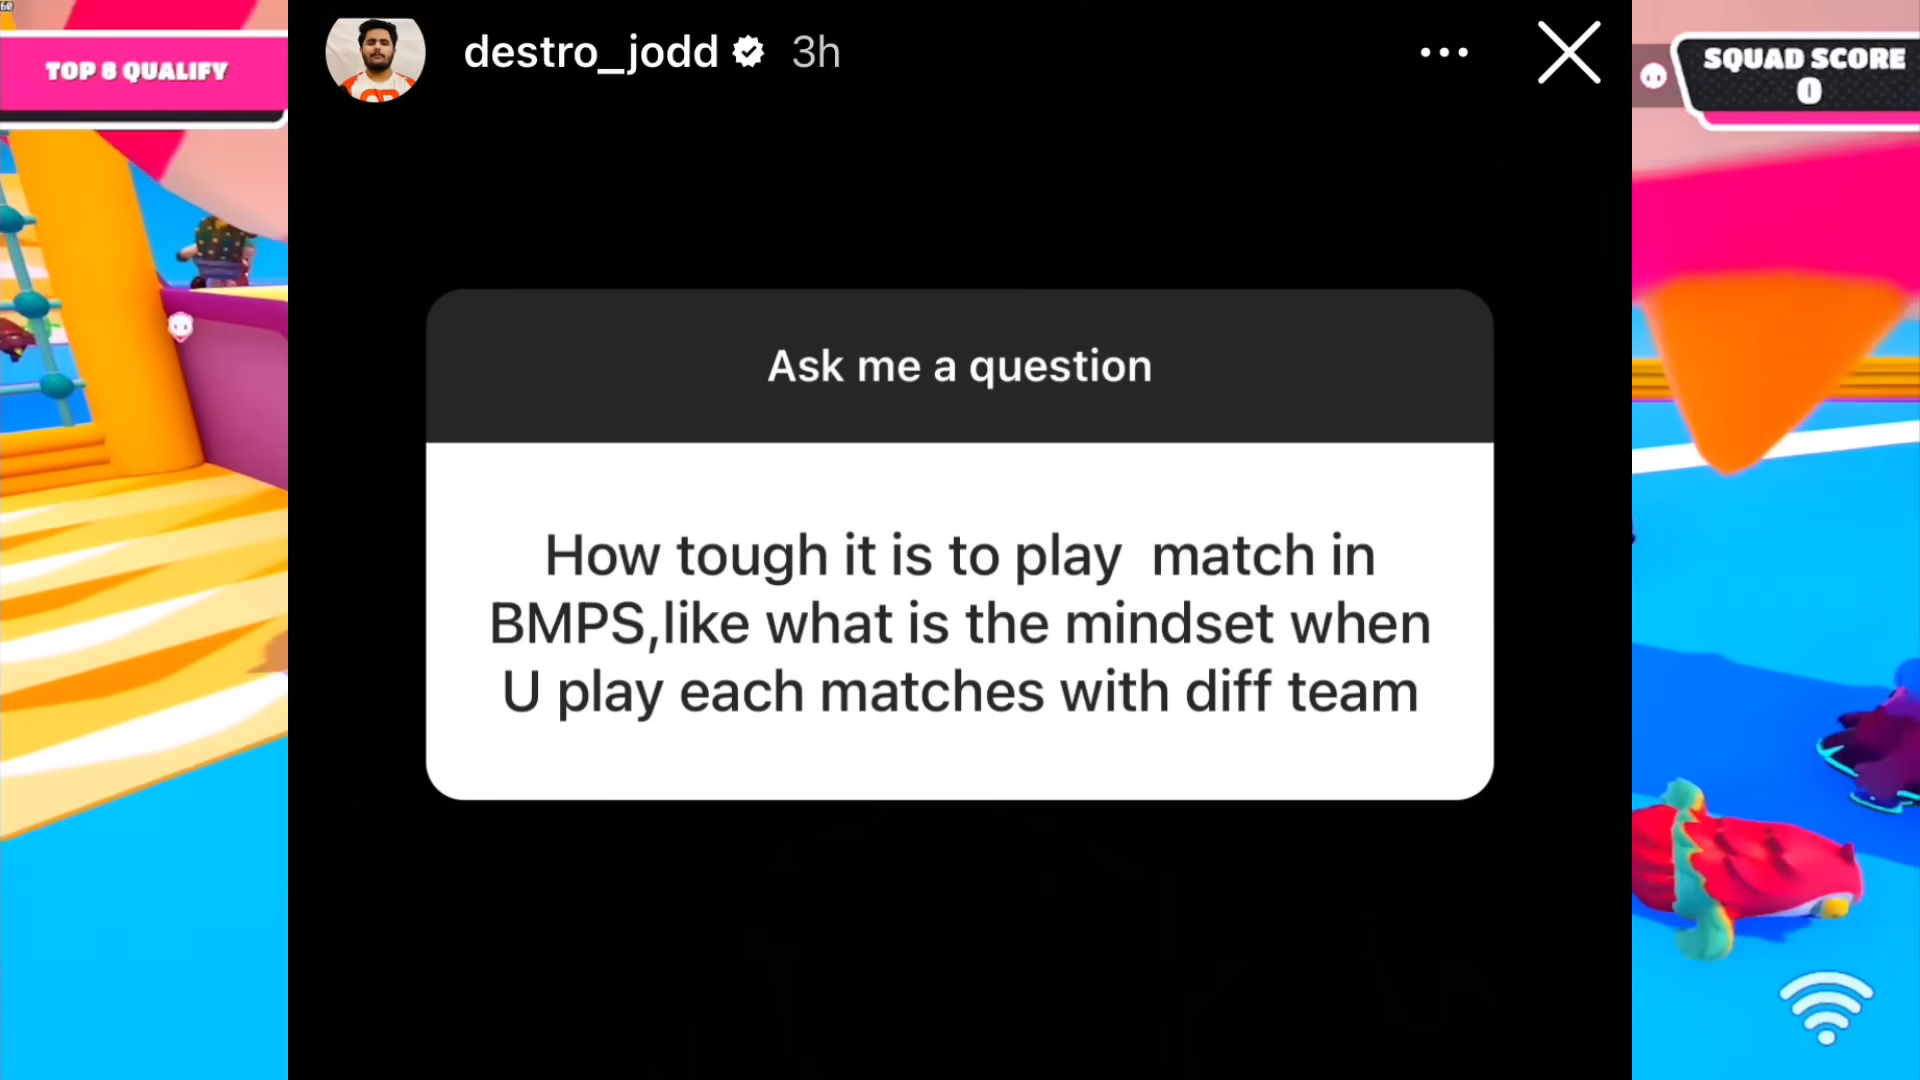 60
TOP 8 QUALIFY
destro_jodd 3h
SQUAD SCORE
0
Ask me a question
How tough it is to play  match in
BMPS,like what is the mindset when
U play each matches with diff team